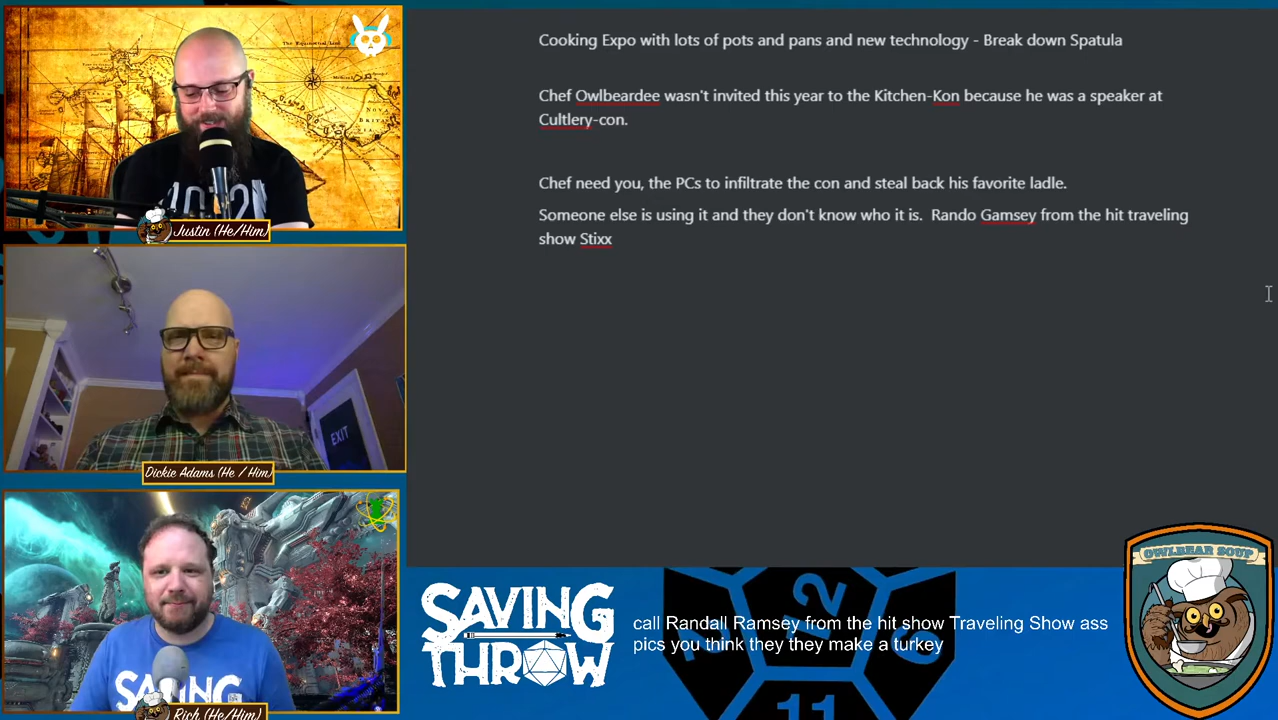 Cooking Expo with lots of pots and pans and new technology - Break down Spatula
Chef Owlbeardee wasn't invited this year to the Kitchen-Kon because he was a speaker at
Cultlery-con.
Chef need you, the PCs to infiltrate the con and steal back his favorite ladle.
Someone else is using it and they don't know who it is.  Rando Gamsey from the hit traveling
show Stixx
Justin (He/Him)
EXIT
Dickie Adams (He / Him)
SAVING
Rich (He/Him)
SAVING
THROW
12
11
call Randall Ramsey from the hit show Traveling Show ass
pics you think they they make a turkey
OWLBEAR SOUP